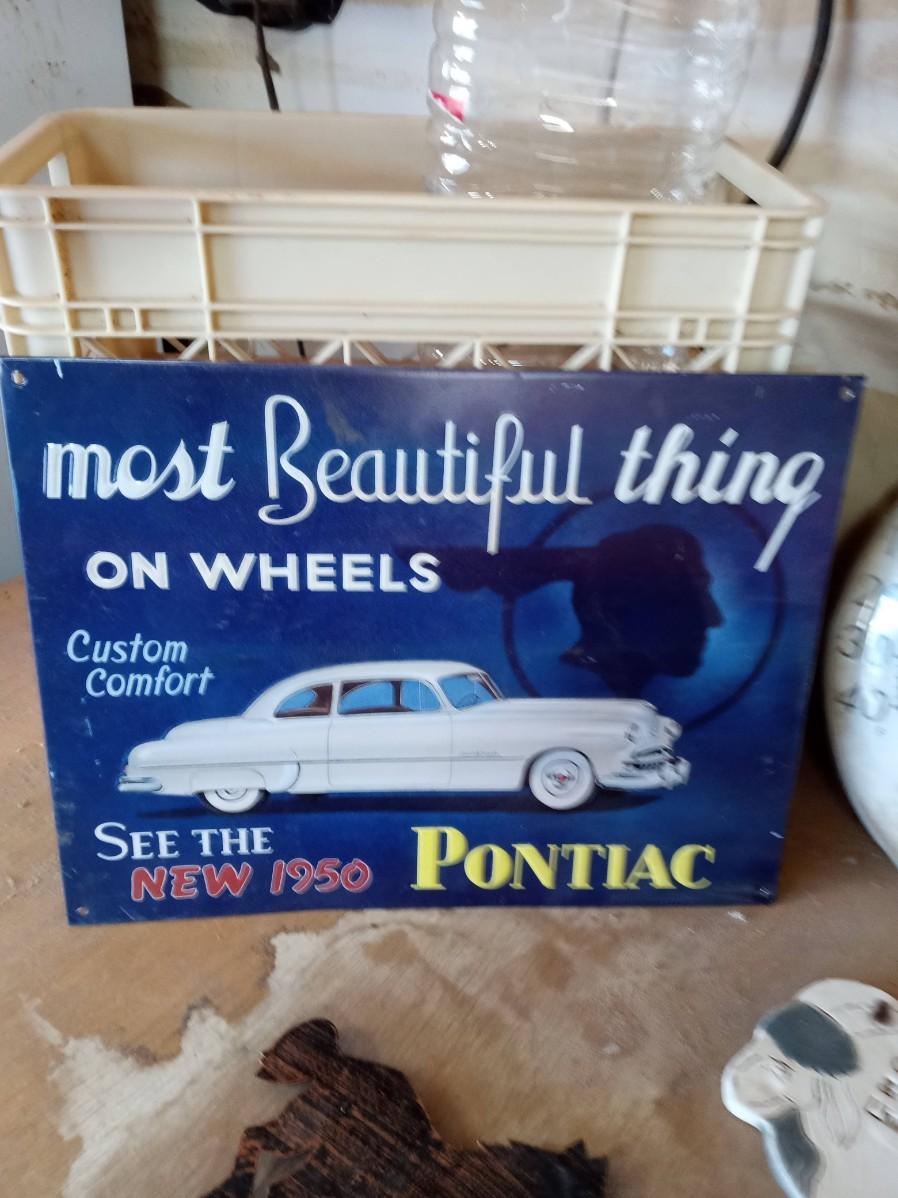 most Beautiful thing
ON WHEELS
Custom
Comfort
SEE THE
NEW 1950
PONTIAC